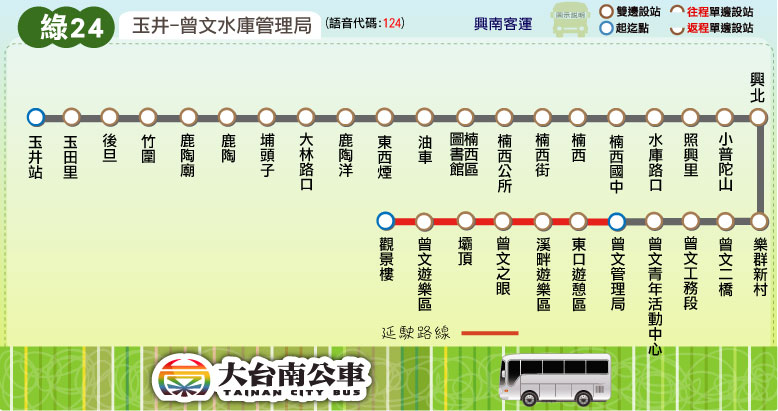 綠24
玉井-曾文水庫管理局
(語音代碼:124)
興南客運
圖示說明
雙邊設站
起迄點
往程單邊設站
返程單邊設站
玉井站
玉田里
後旦
竹圍
鹿陶廟
鹿陶
埔頭子
大林路口
鹿陶洋
東西煙
油車
楠西區圖書館
楠西公所
楠西街
楠西
楠西國中
水庫路口
照興里
小普陀山
興北
樂群新村
曾文二橋
曾文工務段
曾文青年活動中心
曾文管理局
東口遊憩區
溪畔遊樂區
曾文之眼
壩頂
曾文遊樂區
觀景樓
延駛路線
大台南公車
TAINAN CITY BUS